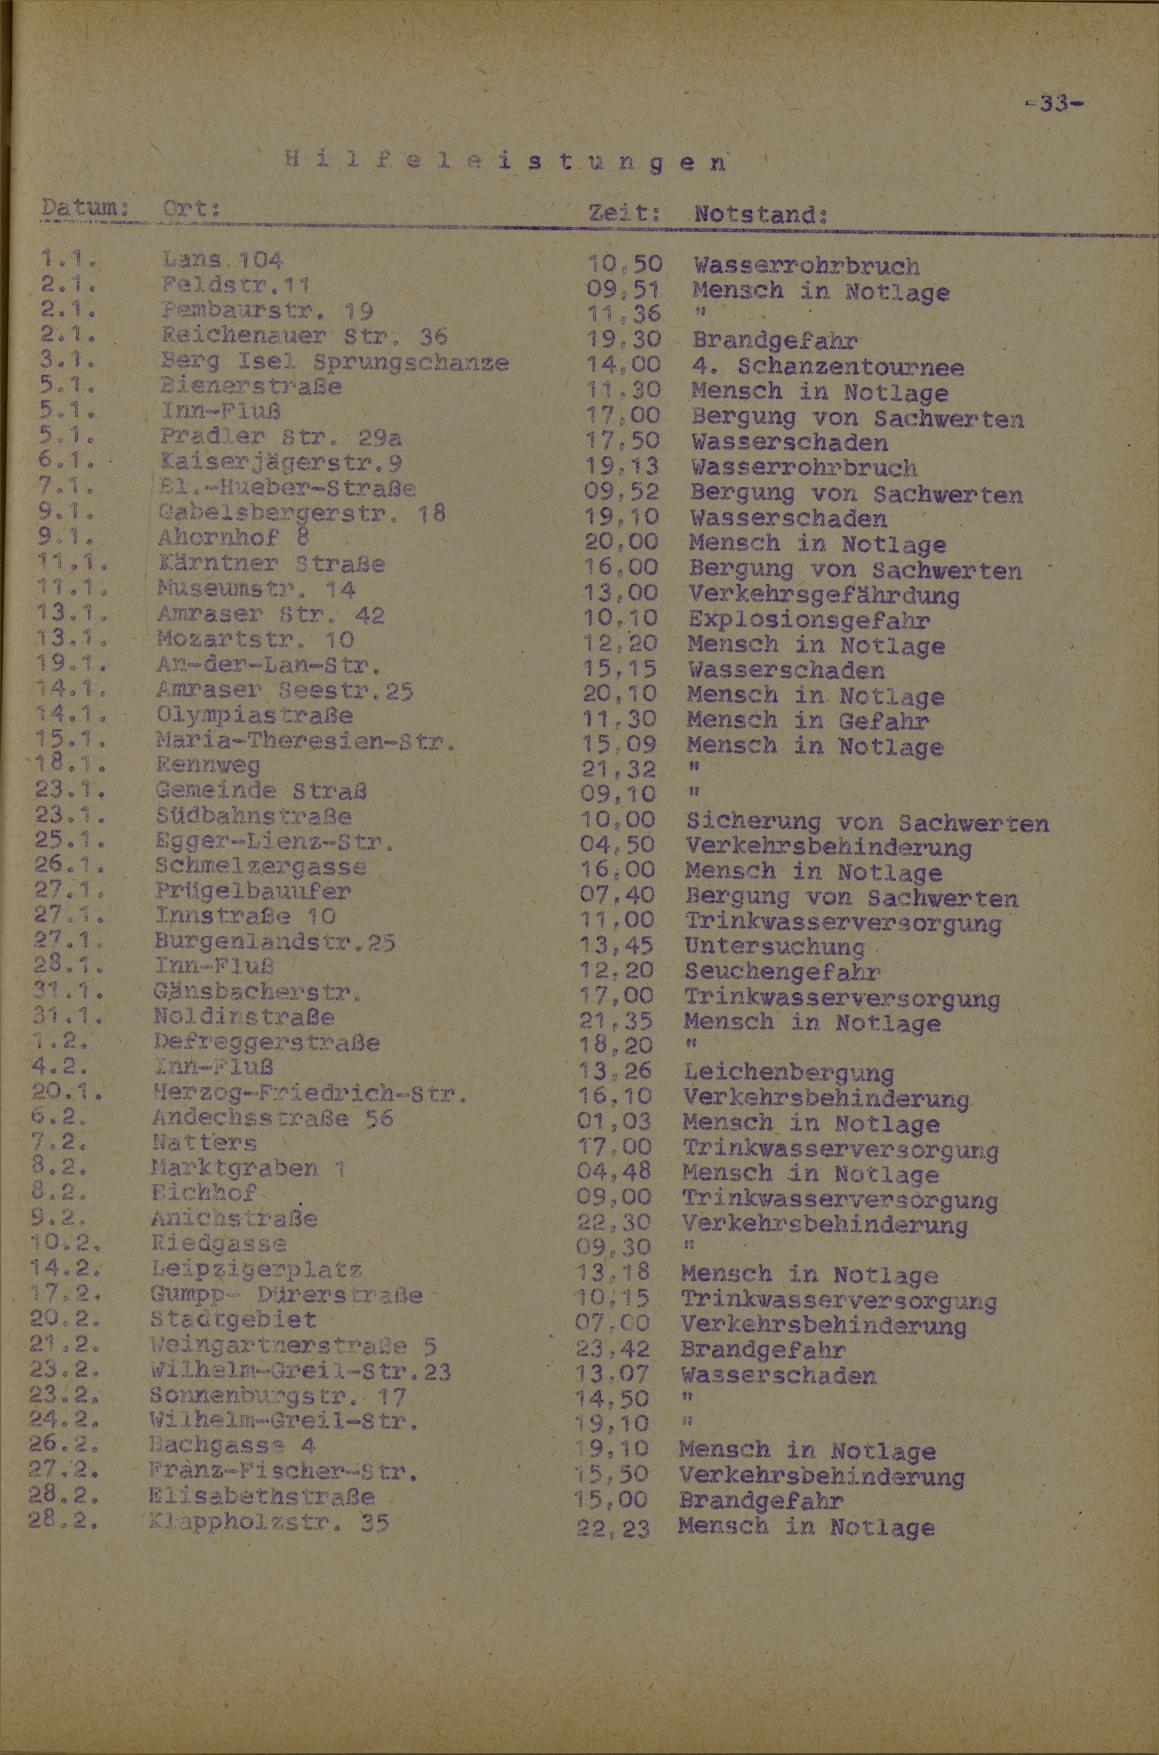 -33-
Hilfeleistungen
Datum: Ort: Zeit: Notstand:
1.1. Lans 104 10,50 Wasserrohrbruch
2.1. Feldstr.11 09,51 Mensch in Notlage
2.1. Pembaurstr. 19 11,36 "
2.1. Reichenauer Str. 36 19,30 Brandgefahr
3.1. Berg Isel Sprungschanze 14,00 4. Schanzentournee
5.1. Bienerstraße 11,30 Mensch in Notlage
5.1. Inn-Fluß 17,00 Bergung von Sachwerten
5.1. Pradler Str. 29a 17,50 Wasserschaden
6.1. Kaiserjägerstr.9 19,13 Wasserrohrbruch
7.1. Bl.-Hueber-Straße 09,52 Bergung von Sachwerten
9.1. Gabelsbergerstr. 18 19,10 Wasserschaden
9.1. Ahornhof 8 20,00 Mensch in Notlage
11.1. Kärntner Straße 16,00 Bergung von Sachwerten
11.1. Museumstr. 14 13,00 Verkehrsgefährdung
13.1. Amraser Str. 42 10,10 Explosionsgefahr
13.1. Mozartstr. 10 12,20 Mensch in Notlage
19.1. An-der-Lan-Str. 15,15 Wasserschaden
14.1. Amraser Seestr.25 20,10 Mensch in Notlage
14.1. Olympiastraße 11,30 Mensch in Gefahr
15.1. Maria-Theresien-Str. 15,09 Mensch in Notlage
18.1. Rennweg 21,32 "
23.1. Gemeinde Straß 09,10 "
23.1. Südbahnstraße 10,00 Sicherung von Sachwerten
25.1. Egger-Lienz-Str. 04,50 Verkehrsbehinderung
26.1. Schmelzergasse 16,00 Mensch in Notlage
27.1. Prügelbauufer 07,40 Bergung von Sachwerten
27.1. Innstraße 10 11,00 Trinkwasserversorgung
27.1. Burgenlandstr.25 13,45 Untersuchung
28.1. Inn-Fluß 12,20 Seuchengefahr
31.1. Gänsbacherstr. 17,00 Trinkwasserversorgung
31.1. Noldinstraße 21,35 Mensch in Notlage
1.2. Defreggerstraße 18,20 "
4.2. Inn-Fluß 13,26 Leichenbergung
20.1. Herzog-Friedrich-Str. 16,10 Verkehrsbehinderung
6.2. Andechsstraße 56 01,03 Mensch in Notlage
7.2. Natters 17,00 Trinkwasserversorgung
8.2. Marktgraben 1 04,48 Mensch in Notlage
8.2. Eichhof 09,00 Trinkwasserversorgung
9.2. Anichstraße 22,30 Verkehrsbehinderung
10.2. Riedgasse 09,30 "
14.2. Leipzigerplatz 13,18 Mensch in Notlage
17.2. Gumpp- Dürerstraße 10,15 Trinkwasserversorgung
20.2. Stadtgebiet 07,00 Verkehrsbehinderung
21.2. Weingartnerstraße 5 23,42 Brandgefahr
23.2. Wilhelm-Greil-Str.23 13,07 Wasserschaden
23.2. Sonnenburgstr. 17 14,50 "
24.2. Wilhelm-Greil-Str. 19,10 "
26.2. Bachgasse 4 19,10 Mensch in Notlage
27.2. Franz-Fischer-Str. 15,50 Verkehrsbehinderung
28.2. Elisabethstraße 15,00 Brandgefahr
28.2. Klappholzstr. 35 22,23 Mensch in Notlage